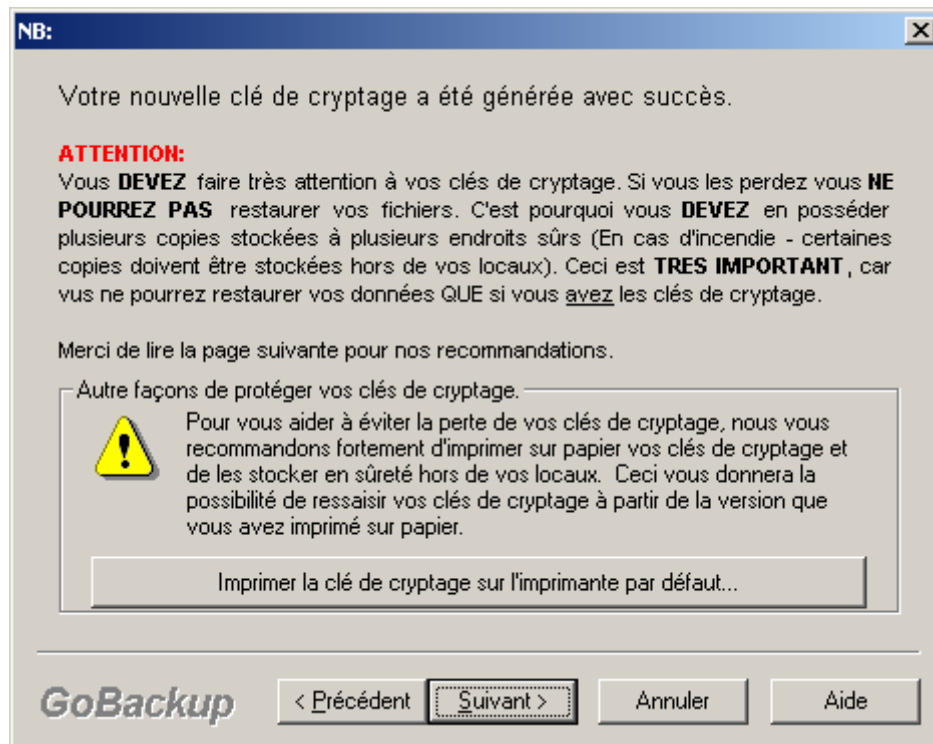 NB:
Votre nouvelle clé de cryptage a été générée avec succès.
ATTENTION:
Vous DEVEZ faire très attention à vos clés de cryptage. Si vous les perdez vous NE
POURREZ PAS restaurer vos fichiers. C'est pourquoi vous DEVEZ en posséder
plusieurs copies stockées à plusieurs endroits sûrs (En cas d'incendie - certaines
copies doivent être stockées hors de vos locaux). Ceci est TRES IMPORTANT, car
vus ne pourrez restaurer vos données QUE si vous avez les clés de cryptage.
Merci de lire la page suivante pour nos recommandations.
Autre façons de protéger vos clés de cryptage.
Pour vous aider à éviter la perte de vos clés de cryptage, nous vous
recommandons fortement d'imprimer sur papier vos clés de cryptage et
de les stocker en sûreté hors de vos locaux. Ceci vous donnera la
possibilité de ressaisir vos clés de cryptage à partir de la version que
vous avez imprimé sur papier.
Imprimer la clé de cryptage sur l'imprimante par défaut...
GoBackup < Précédent Suivant > Annuler Aide